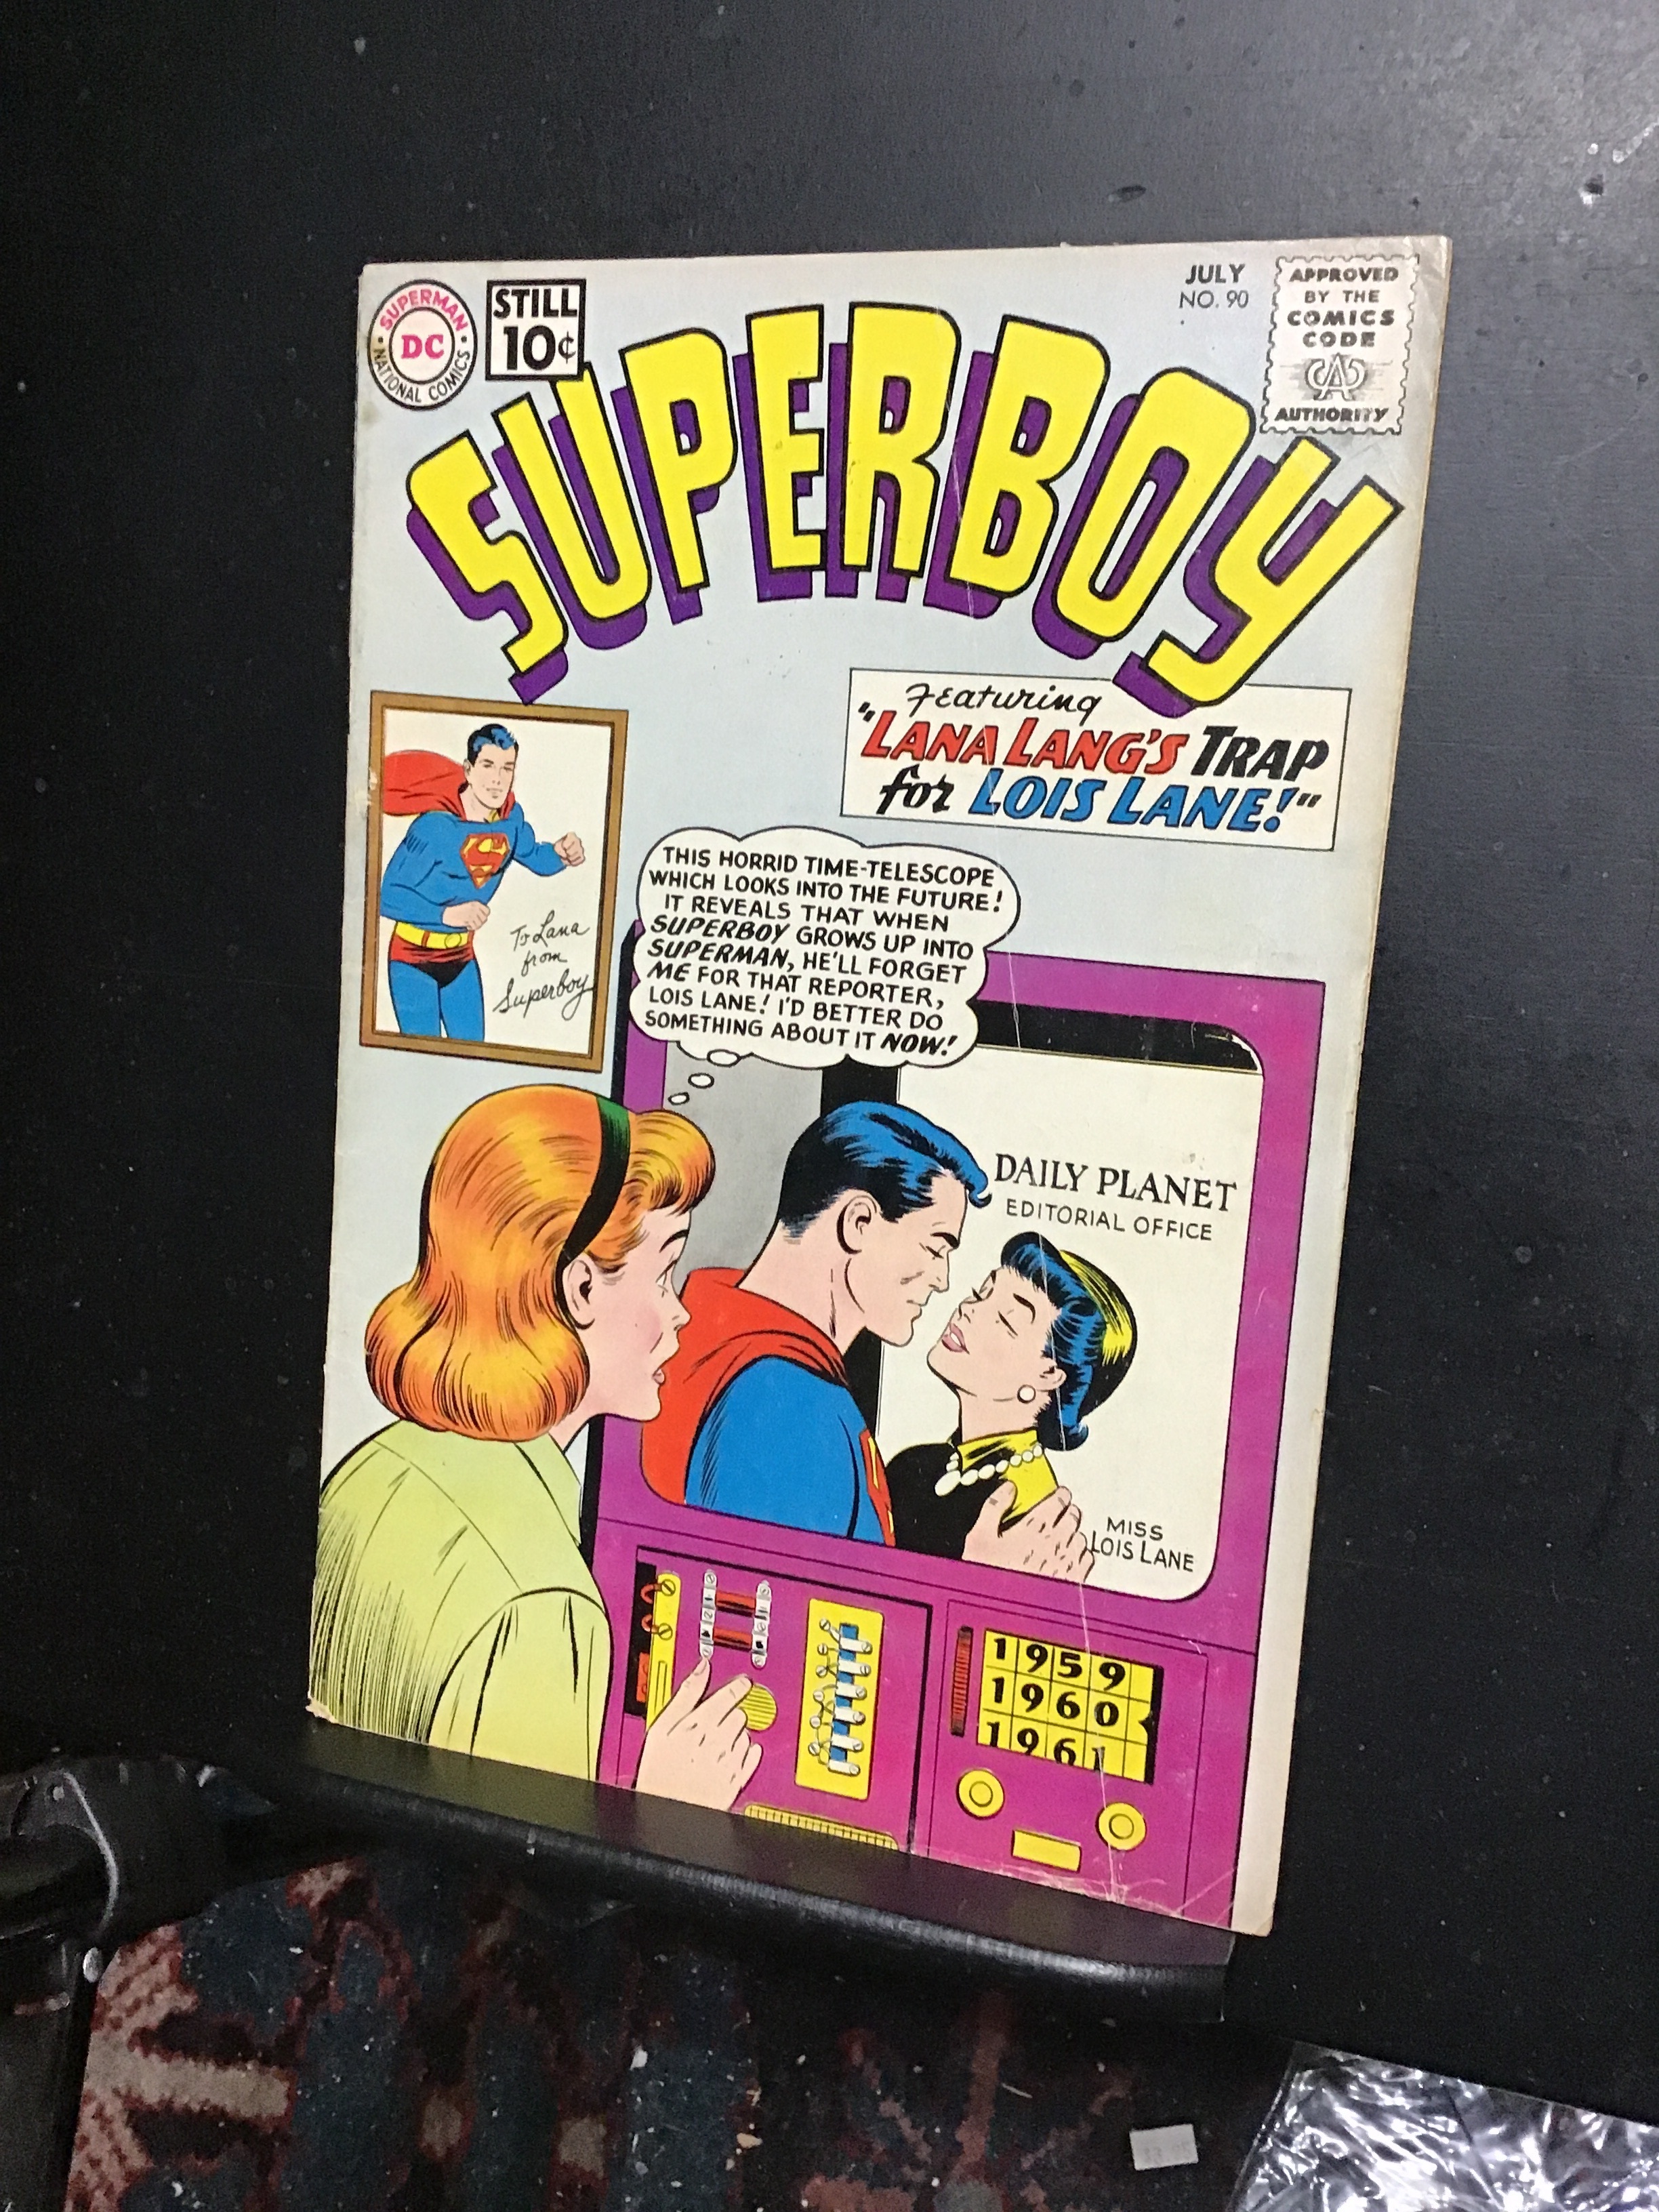 SUPERMAN
DC
NATIONAL COMICS
STILL
10¢
JULY
NO. 90
APPROVED
BY THE
COMICS
CODE
CA
AUTHORITY
SUPERBOY
Featuring
"LANA LANG'S TRAP
for LOIS LANE!"
To Lana
from
Superboy
THIS HORRID TIME-TELESCOPE
WHICH LOOKS INTO THE FUTURE!
IT REVEALS THAT WHEN
SUPERBOY GROWS UP INTO
SUPERMAN, HE'LL FORGET
ME FOR THAT REPORTER,
LOIS LANE! I'D BETTER DO
SOMETHING ABOUT IT NOW!
DAILY PLANET
EDITORIAL OFFICE
MISS
LOIS LANE
1959
1960
1961